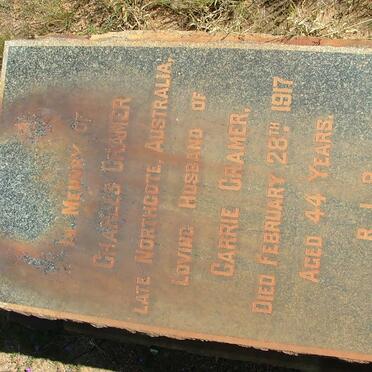 In Memory of
Charles Cramer
Late Northcote, Australia,
Loving Husband of
Carrie Cramer,
Died February 28th 1917
Aged 44 Years.
R.I.P.